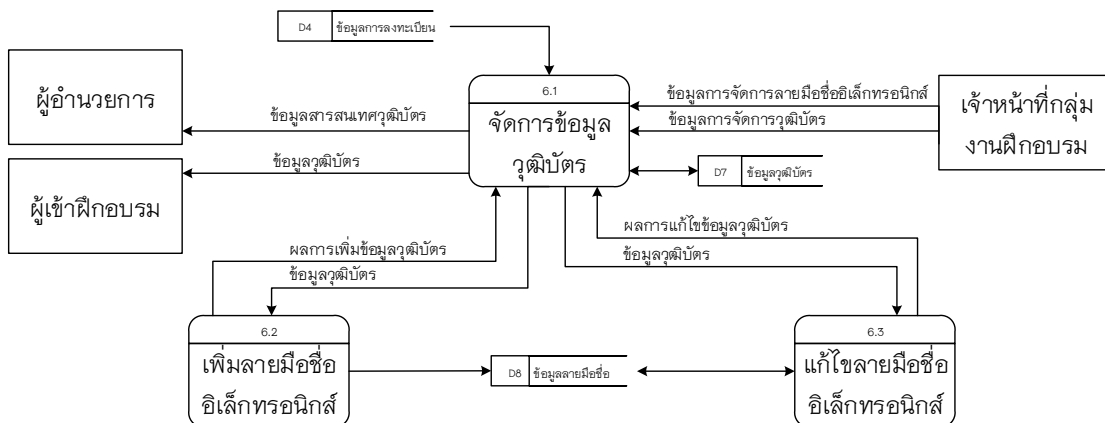 D4 ข้อมูลการลงทะเบียน
ผู้อำนวยการ
6.1
จัดการข้อมูล
วุฒิบัตร
ข้อมูลการจัดการลายมือชื่ออิเล็กทรอนิกส์
ข้อมูลการจัดการวุฒิบัตร
เจ้าหน้าที่กลุ่ม
งานฝึกอบรม
ข้อมูลสารสนเทศวุฒิบัตร
ข้อมูลวุฒิบัตร
D7 ข้อมูลวุฒิบัตร
ผู้เข้าฝึกอบรม
ผลการเพิ่มข้อมูลวุฒิบัตร
ข้อมูลวุฒิบัตร
ผลการแก้ไขข้อมูลวุฒิบัตร
ข้อมูลวุฒิบัตร
6.2
เพิ่มลายมือชื่อ
อิเล็กทรอนิกส์
D8 ข้อมูลลายมือชื่อ
6.3
แก้ไขลายมือชื่อ
อิเล็กทรอนิกส์